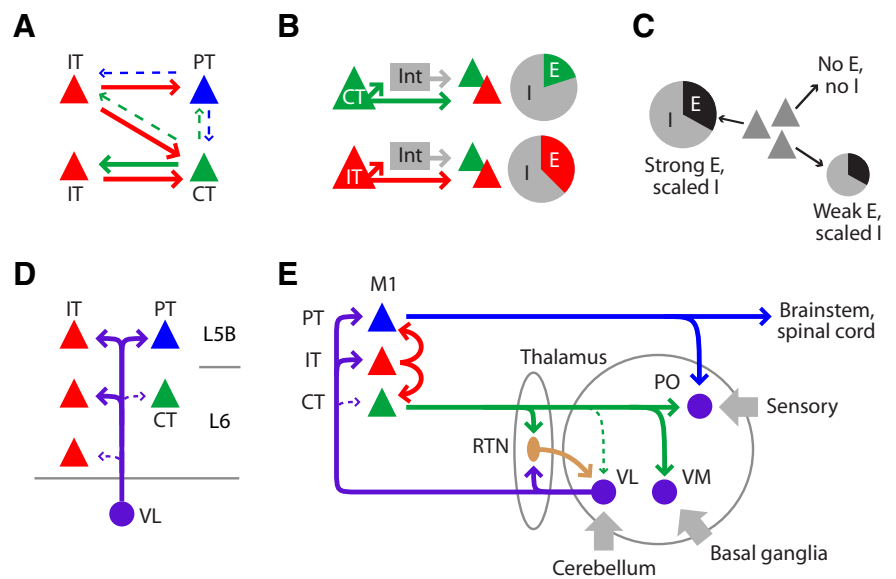 A
IT
PT
IT
CT
B
Int
CT
E
I
Int
IT
E
I
C
No E,
no I
E
I
Strong E,
scaled I
Weak E,
scaled I
D
IT
PT
L5B
CT
L6
VL
E
M1
PT
IT
CT
Brainstem,
spinal cord
Thalamus
PO
Sensory
RTN
VL
VM
Cerebellum
Basal ganglia